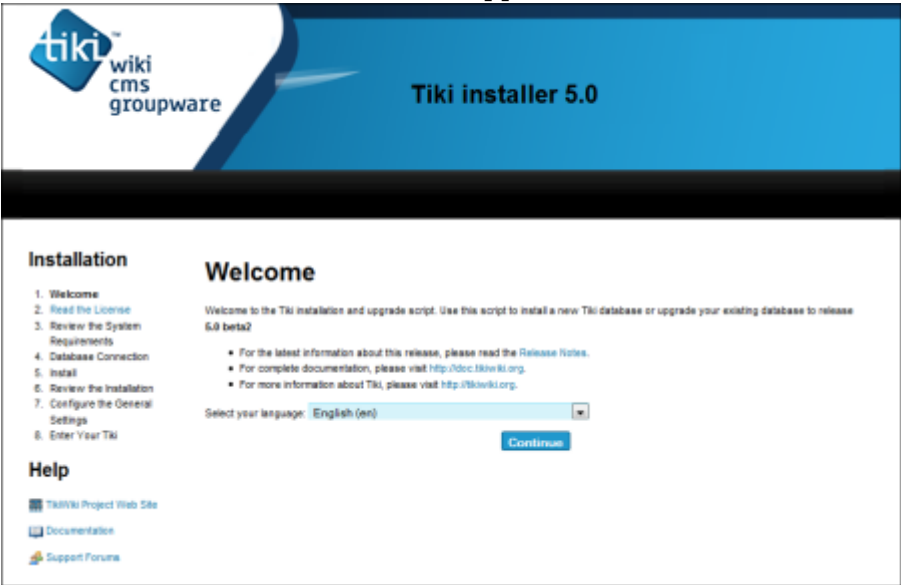 tiki™
wiki
cms
groupware
Tiki installer 5.0
Installation
1. Welcome
2. Read the License
3. Review the System
Requirements
4. Database Connection
5. Install
6. Review the Installation
7. Configure the General
Settings
8. Enter Your Tiki
Help
TikiWiki Project Web Site
Documentation
Support Forums
Welcome
Welcome to the Tiki installation and upgrade script. Use this script to install a new Tiki database or upgrade your existing database to release
5.0 beta2
• For the latest information about this release, please read the Release Notes.
• For complete documentation, please visit http://doc.tikiwiki.org.
• For more information about Tiki, please visit http://tikiwiki.org.
Select your language: English (en)
Continue